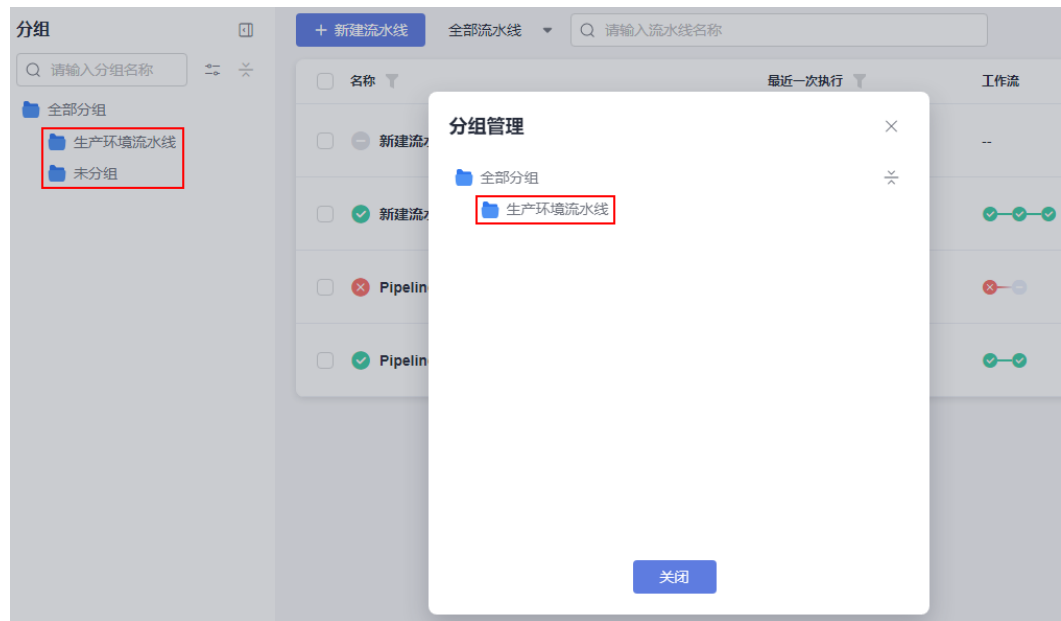 分组
请输入分组名称
全部分组
生产环境流水线
未分组
+ 新建流水线 全部流水线 请输入流水线名称
名称 最近一次执行 工作流
新建流 --
新建流
Pipelin
Pipelin
分组管理
全部分组
生产环境流水线
关闭